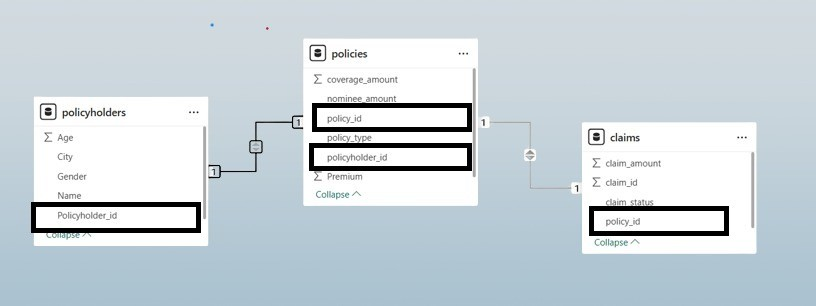 policyholders
Age
City
Gender
Name
Policyholder_id
Collapse
1
1
policies
coverage_amount
nominee_amount
policy_id
policy_type
policyholder_id
Premium
Collapse
1
1
claims
claim_amount
claim_id
claim_status
policy_id
Collapse